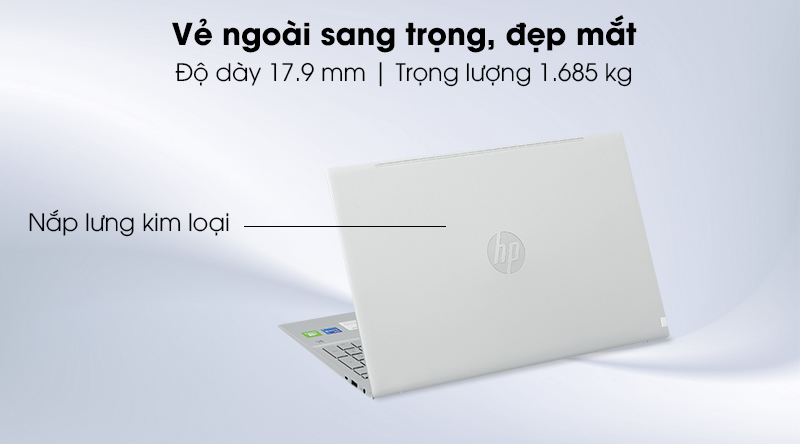 Vẻ ngoài sang trọng, đẹp mắt
Độ dày 17.9 mm | Trọng lượng 1.685 kg
Nắp lưng kim loại
hp